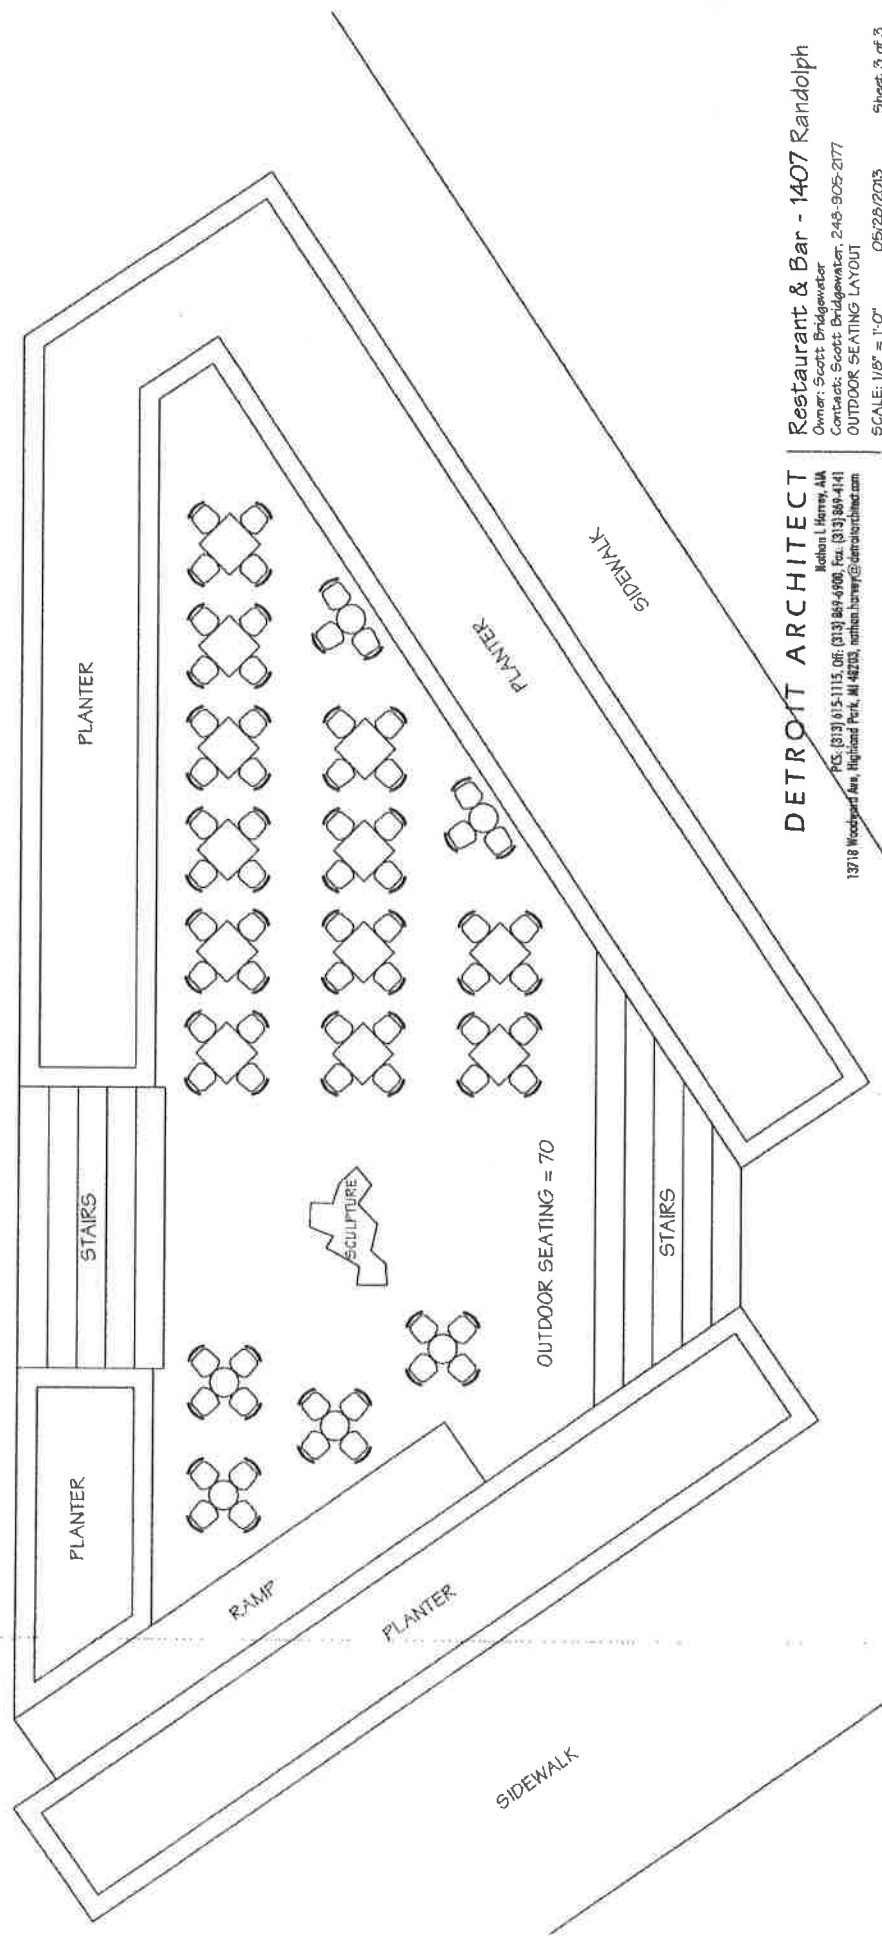 PLANTER
STAIRS
PLANTER
SCULPTURE
OUTDOOR SEATING = 70
STAIRS
RAMP
PLANTER
PLANTER
SIDEWALK
SIDEWALK
DETROIT ARCHITECT
Nathan L Harvey, AIA
PCS: (313) 615-1115, Off: (313) 869-6900, Fax: (313) 869-4141
13718 Woodward Ave, Highland Park, MI 48203, nathan.harvey@detroitarchitect.com
Restaurant & Bar - 1407 Randolph
Owner: Scott Bridgewater
Contact: Scott Bridgewater, 248-905-2177
OUTDOOR SEATING LAYOUT
SCALE: 1/8" = 1'-0" 05/28/2013 Sheet 3 of 3